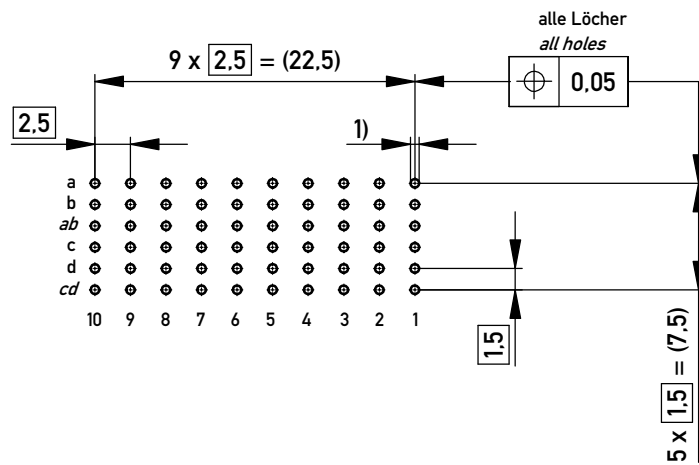 alle Löcher
all holes
9 x 2,5 = (22,5)
0,05
2,5
1)
a
b
ab
c
d
cd
10 9 8 7 6 5 4 3 2 1
1,5
5 x 1,5 = (7,5)